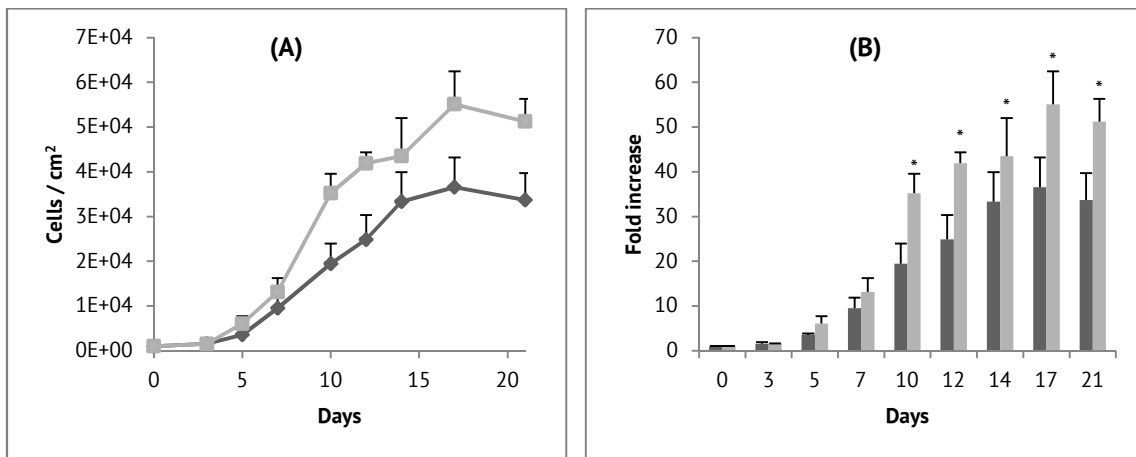 (A)
Cells / cm²
7E+04
6E+04
5E+04
4E+04
3E+04
2E+04
1E+04
0E+00
0 5 10 15 20
Days
(B)
Fold increase
70
60
50
40
30
20
10
0
* * * * *
0 3 5 7 10 12 14 17 21
Days